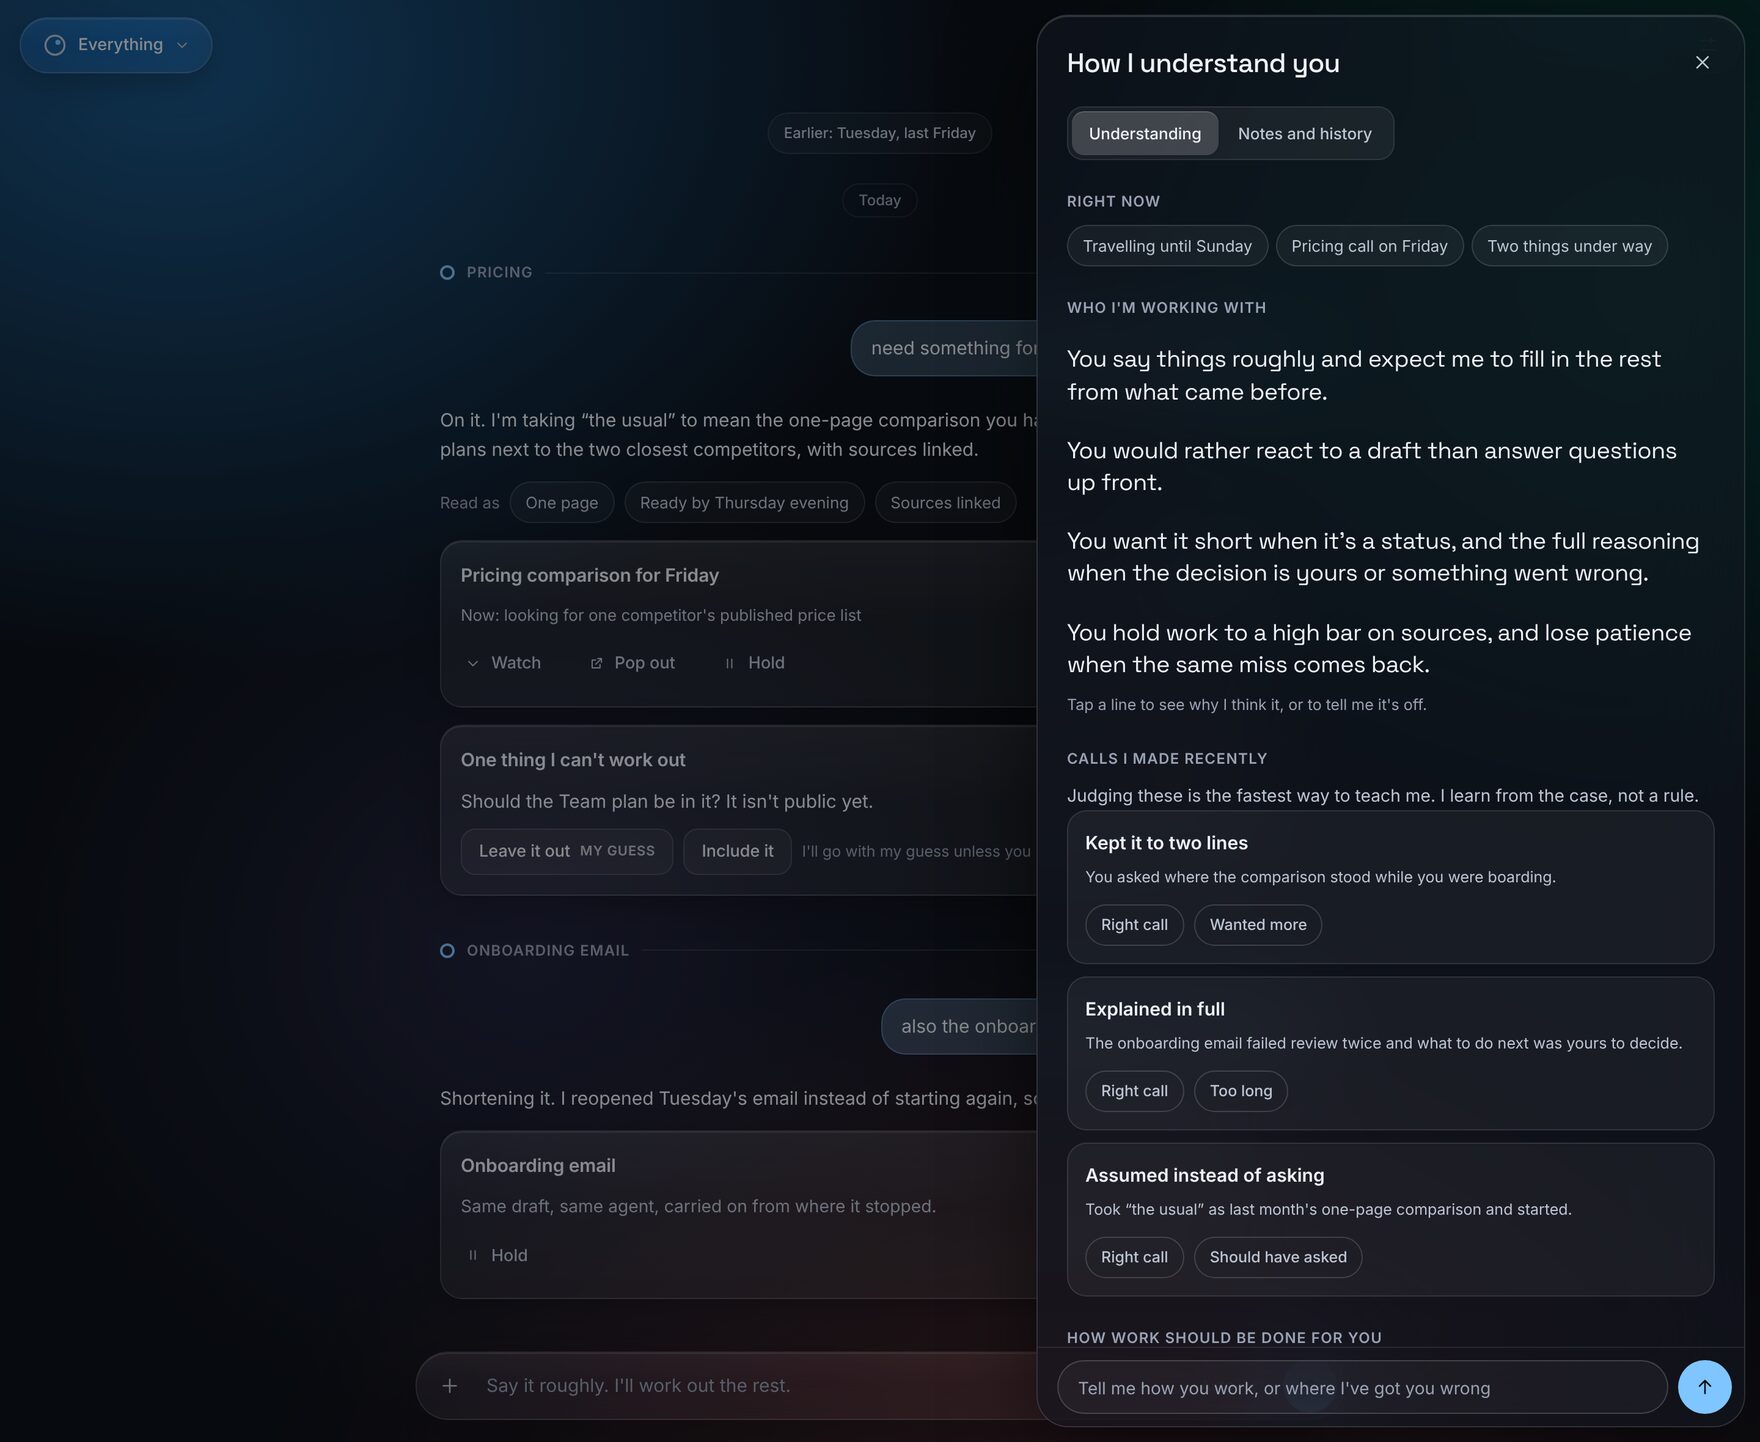 Everything
Earlier: Tuesday, last Friday
Today
PRICING
need something for
On it. I'm taking “the usual” to mean the one-page comparison you
plans next to the two closest competitors, with sources linked.
Read as
One page
Ready by Thursday evening
Sources linked
Pricing comparison for Friday
Now: looking for one competitor's published price list
Watch
Pop out
Hold
One thing I can't work out
Should the Team plan be in it? It isn't public yet.
Leave it out MY GUESS
Include it
I'll go with my guess unless you
ONBOARDING EMAIL
also the
Shortening it. I reopened Tuesday's email instead of starting again,
Onboarding email
Same draft, same agent, carried on from where it stopped.
Hold
Say it roughly. I'll work out the rest.
How I understand you
Understanding
Notes and history
RIGHT NOW
Travelling until Sunday
Pricing call on Friday
Two things under way
WHO I'M WORKING WITH
You say things roughly and expect me to fill in the rest
from what came before.
You would rather react to a draft than answer questions
up front.
You want it short when it's a status, and the full reasoning
when the decision is yours or something went wrong.
You hold work to a high bar on sources, and lose patience
when the same miss comes back.
Tap a line to see why I think it, or to tell me it's off.
CALLS I MADE RECENTLY
Judging these is the fastest way to teach me. I learn from the case, not a rule.
Kept it to two lines
You asked where the comparison stood while you were boarding.
Right call
Wanted more
Explained in full
The onboarding email failed review twice and what to do next was yours to decide.
Right call
Too long
Assumed instead of asking
Took “the usual” as last month's one-page comparison and started.
Right call
Should have asked
HOW WORK SHOULD BE DONE FOR YOU
Tell me how you work, or where I've got you wrong